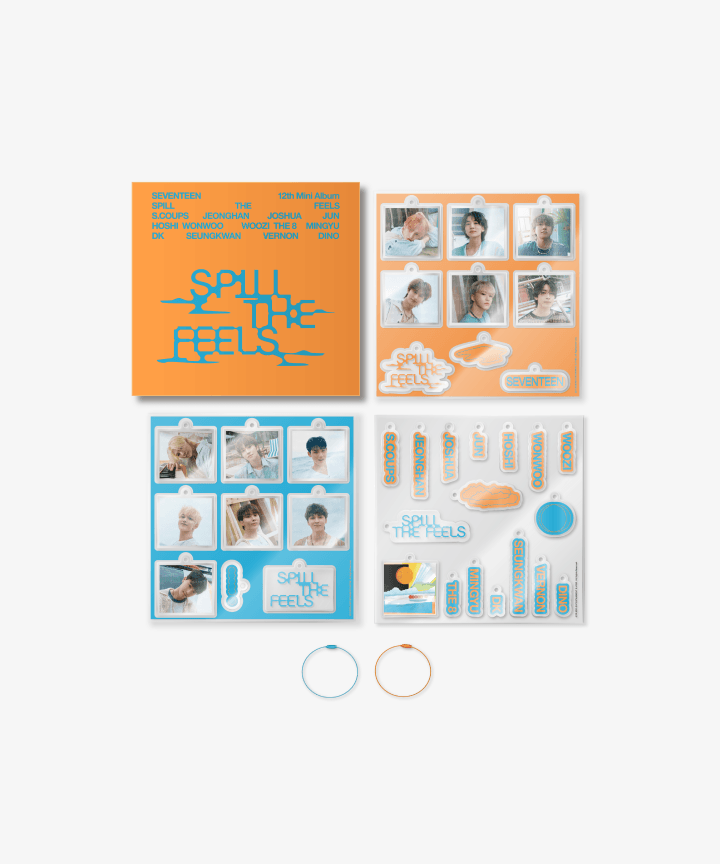 SEVENTEEN 12th Mini Album
SPILL THE FEELS
S.COUPS JEONGHAN JOSHUA JUN
HOSHI WONWOO WOOZI THE 8 MINGYU
DK SEUNGKWAN VERNON DINO
SPILL
THE
FEELS
SPILL
THE
FEELS
SEVENTEEN
SPILL
THE
FEELS
S.COUPS
JEONGHAN
JOSHUA
JUN
HOSHI
WONWOO
WOOZI
SPILL
THE FEELS
THE 8
MINGYU
DK
SEUNGKWAN
VERNON
DINO